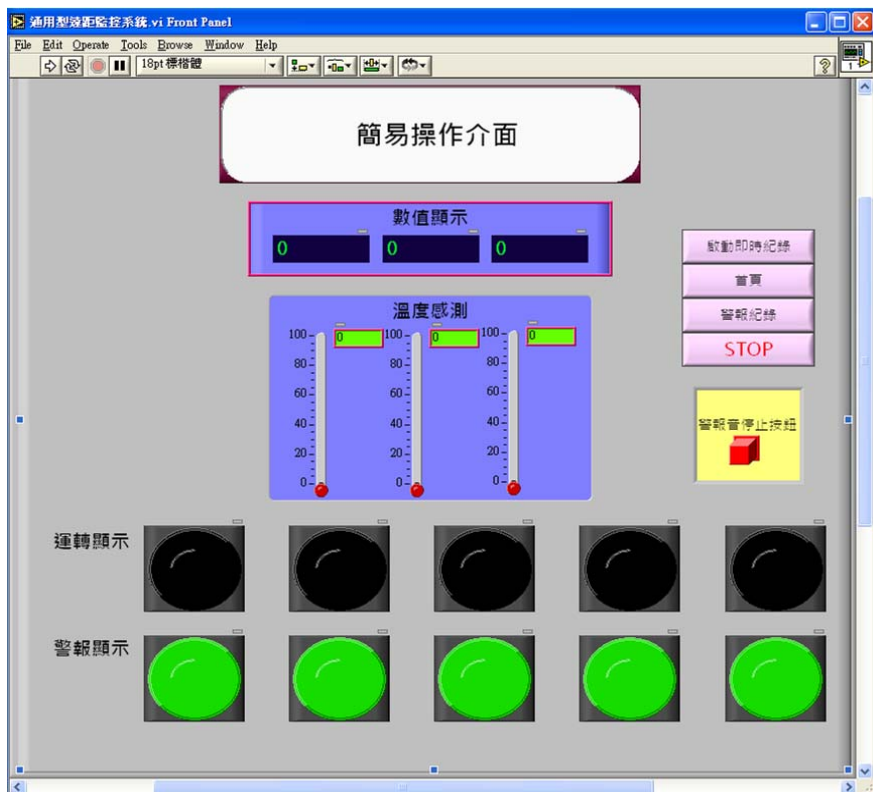 通用型遠距監控系統.vi Front Panel
File Edit Operate Tools Browse Window Help
18pt 標楷體
1
簡易操作介面
數值顯示
0 0 0
啟動即時紀錄
首頁
警報紀錄
STOP
溫度感測
100 0 100 0 100 0
80 80 80
60 60 60
40 40 40
20 20 20
0 0 0
警報音停止按鈕
運轉顯示
警報顯示